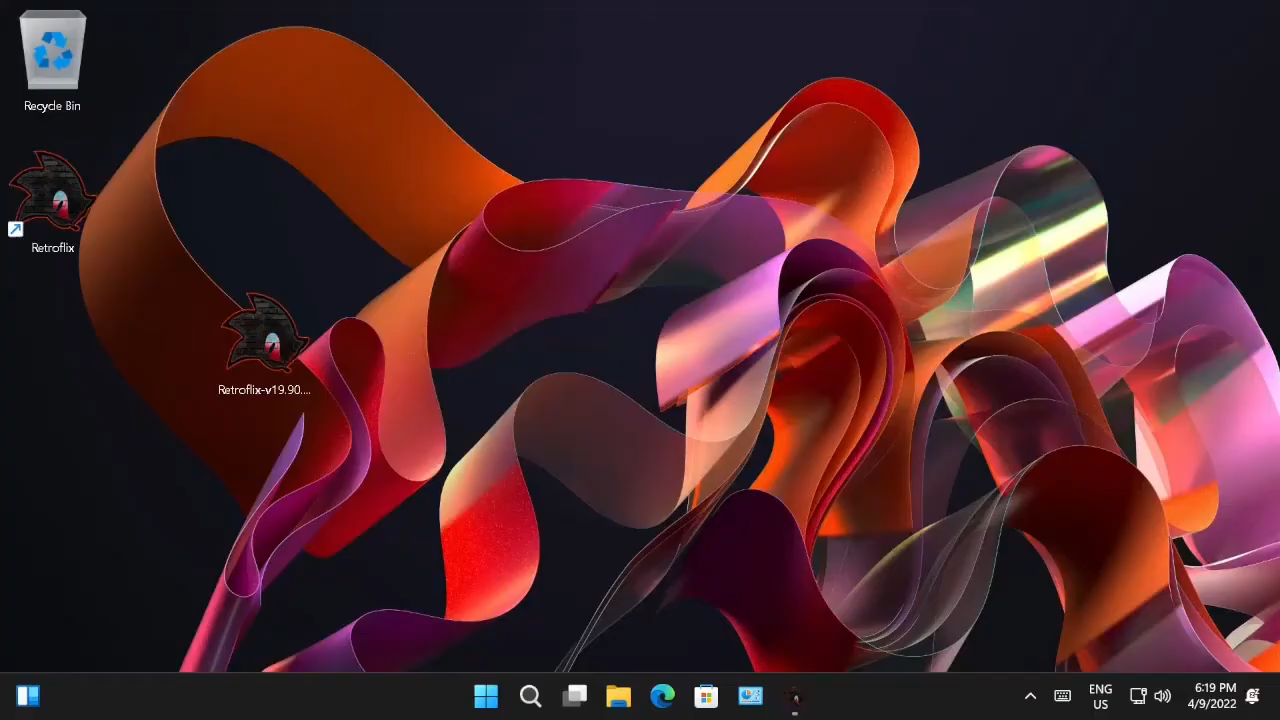 Recycle Bin
Retroflix
Retroflix-v19.90....
ENG
US
6:19 PM
4/9/2022